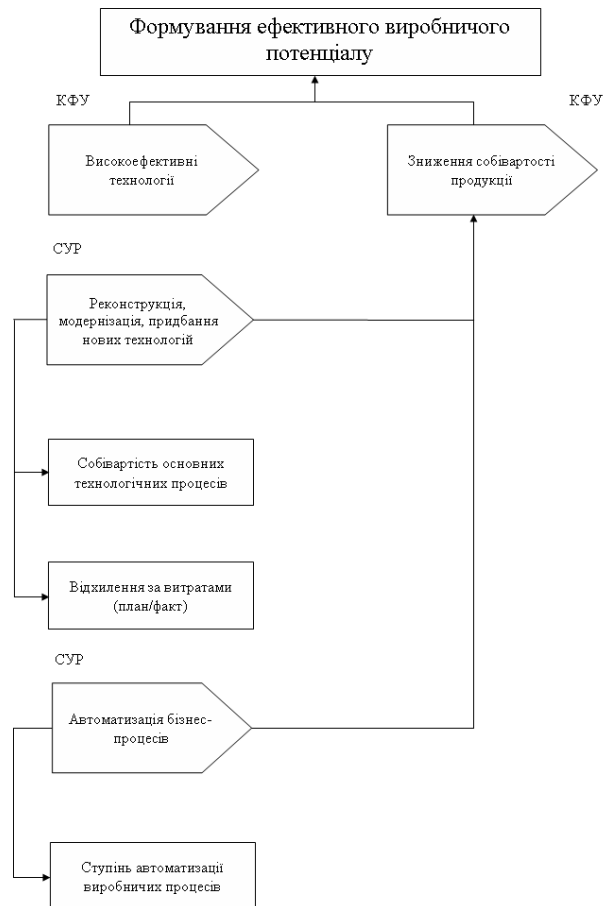 Формування ефективного виробничого
потенціалу
КФУ
КФУ
Високоефективні
технології
Зниження собівартості
продукції
СУР
Реконструкція,
модернізація, придбання
нових технологій
Собівартість основних
технологічних процесів
Відхилення за витратами
(план/факт)
СУР
Автоматизація бізнес-
процесів
Ступінь автоматизації
виробничих процесів